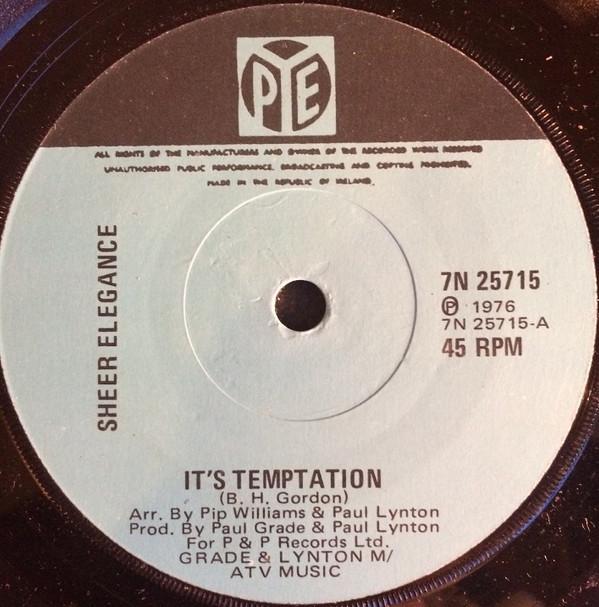 PYE
ALL RIGHTS OF THE MANUFACTURERS AND OWNER OF THE RECORDED WORK RESERVED
UNAUTHORISED PUBLIC PERFORMANCE, BROADCASTING AND COPYING PROHIBITED.
MADE IN THE REPUBLIC OF IRELAND.
SHEER ELEGANCE
7N 25715
Ⓟ 1976
7N 25715-A
45 RPM
IT'S TEMPTATION
(B. H. Gordon)
Arr. By Pip Williams & Paul Lynton
Prod. By Paul Grade & Paul Lynton
For P & P Records Ltd.
GRADE & LYNTON M/
ATV MUSIC